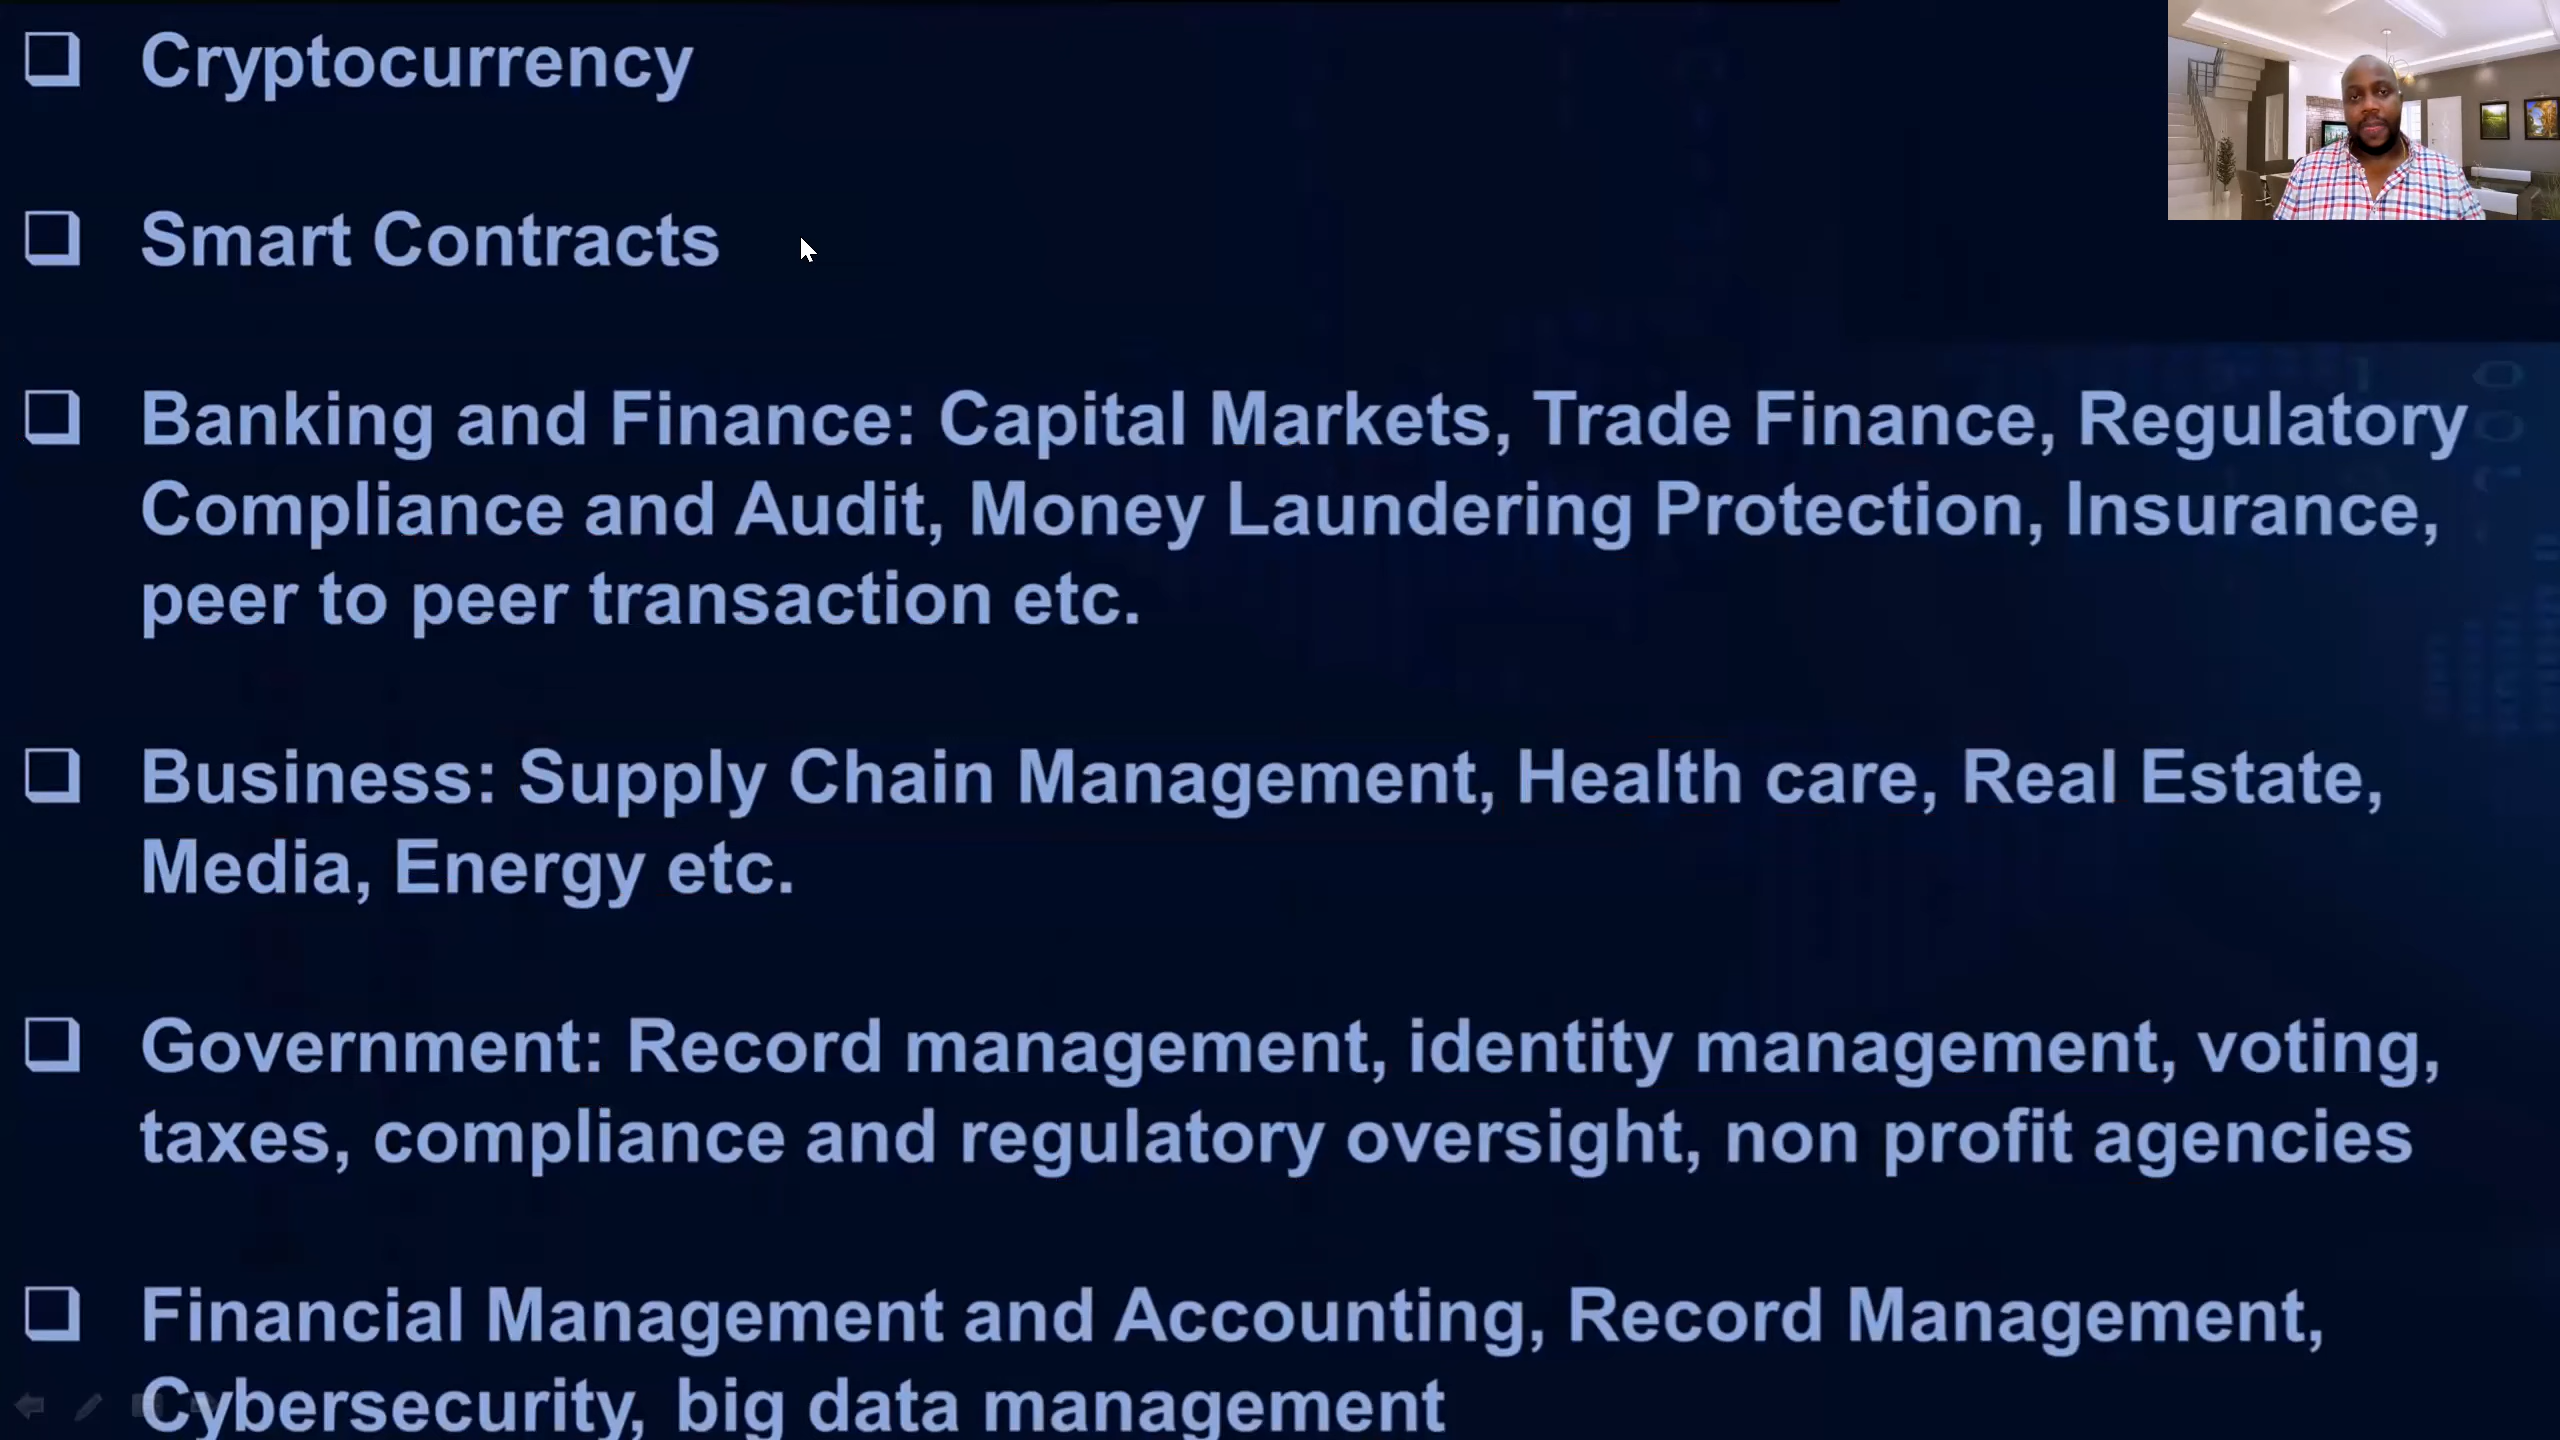 Cryptocurrency
Smart Contracts
Banking and Finance: Capital Markets, Trade Finance, Regulatory
Compliance and Audit, Money Laundering Protection, Insurance,
peer to peer transaction etc.
Business: Supply Chain Management, Health care, Real Estate,
Media, Energy etc.
Government: Record management, identity management, voting,
taxes, compliance and regulatory oversight, non profit agencies
Financial Management and Accounting, Record Management,
Cybersecurity, big data management